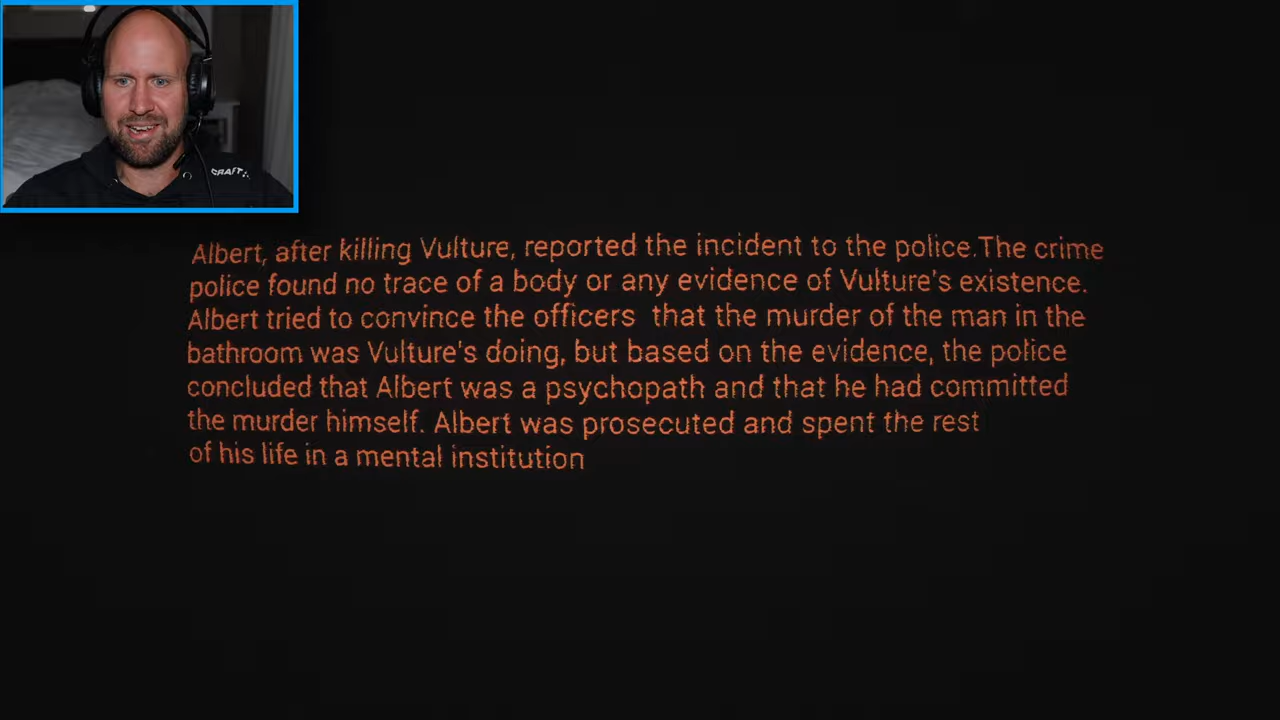 CRAFT
Albert, after killing Vulture, reported the incident to the police.The crime
police found no trace of a body or any evidence of Vulture's existence.
Albert tried to convince the officers  that the murder of the man in the
bathroom was Vulture's doing, but based on the evidence, the police
concluded that Albert was a psychopath and that he had committed
the murder himself. Albert was prosecuted and spent the rest
of his life in a mental institution